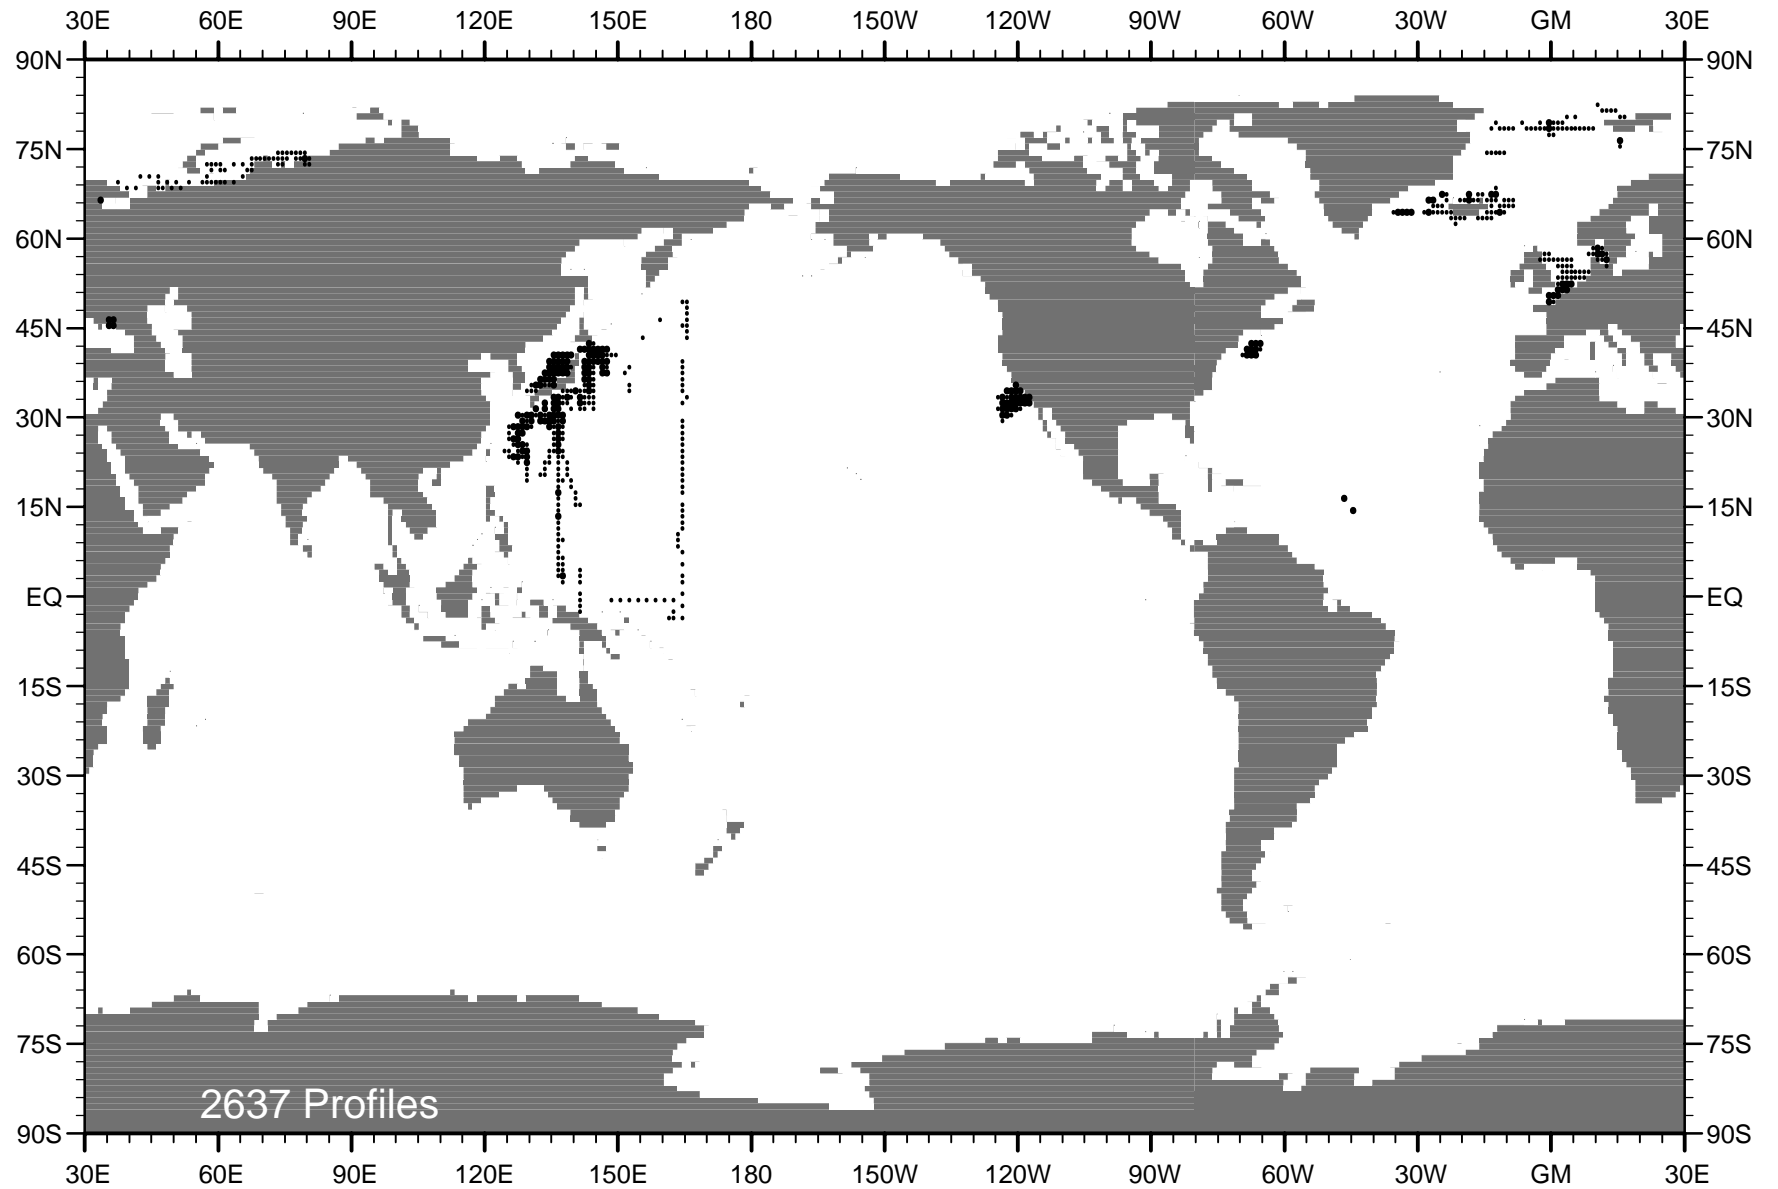 30E 60E 90E 120E 150E 180 150W 120W 90W 60W 30W GM 30E
90N 90N
75N 75N
60N 60N
45N 45N
30N 30N
15N 15N
EQ EQ
15S 15S
30S 30S
45S 45S
60S 60S
75S 75S
2637 Profiles
90S 90S
30E 60E 90E 120E 150E 180 150W 120W 90W 60W 30W GM 30E